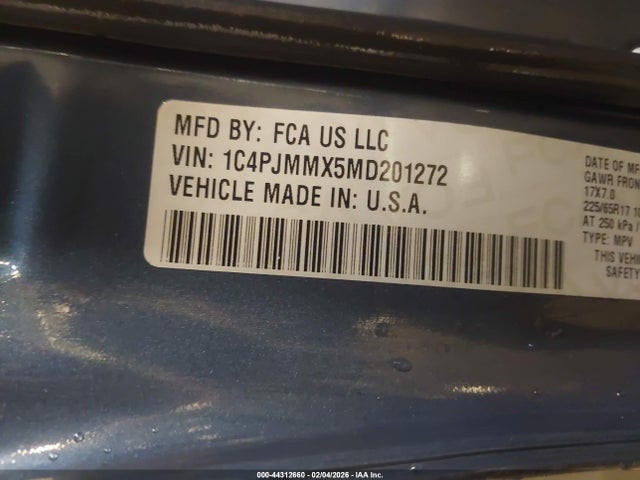 MFD BY: FCA US LLC
VIN: 1C4PJMMX5MD201272
VEHICLE MADE IN: U.S.A.
DATE OF MF
GAWR FRON
17X7.0
225/65R17 1
AT 250 kPa /
TYPE: MPV
THIS VEHI
SAFETY
000-44312660 - 02/04/2026 - IAA Inc.